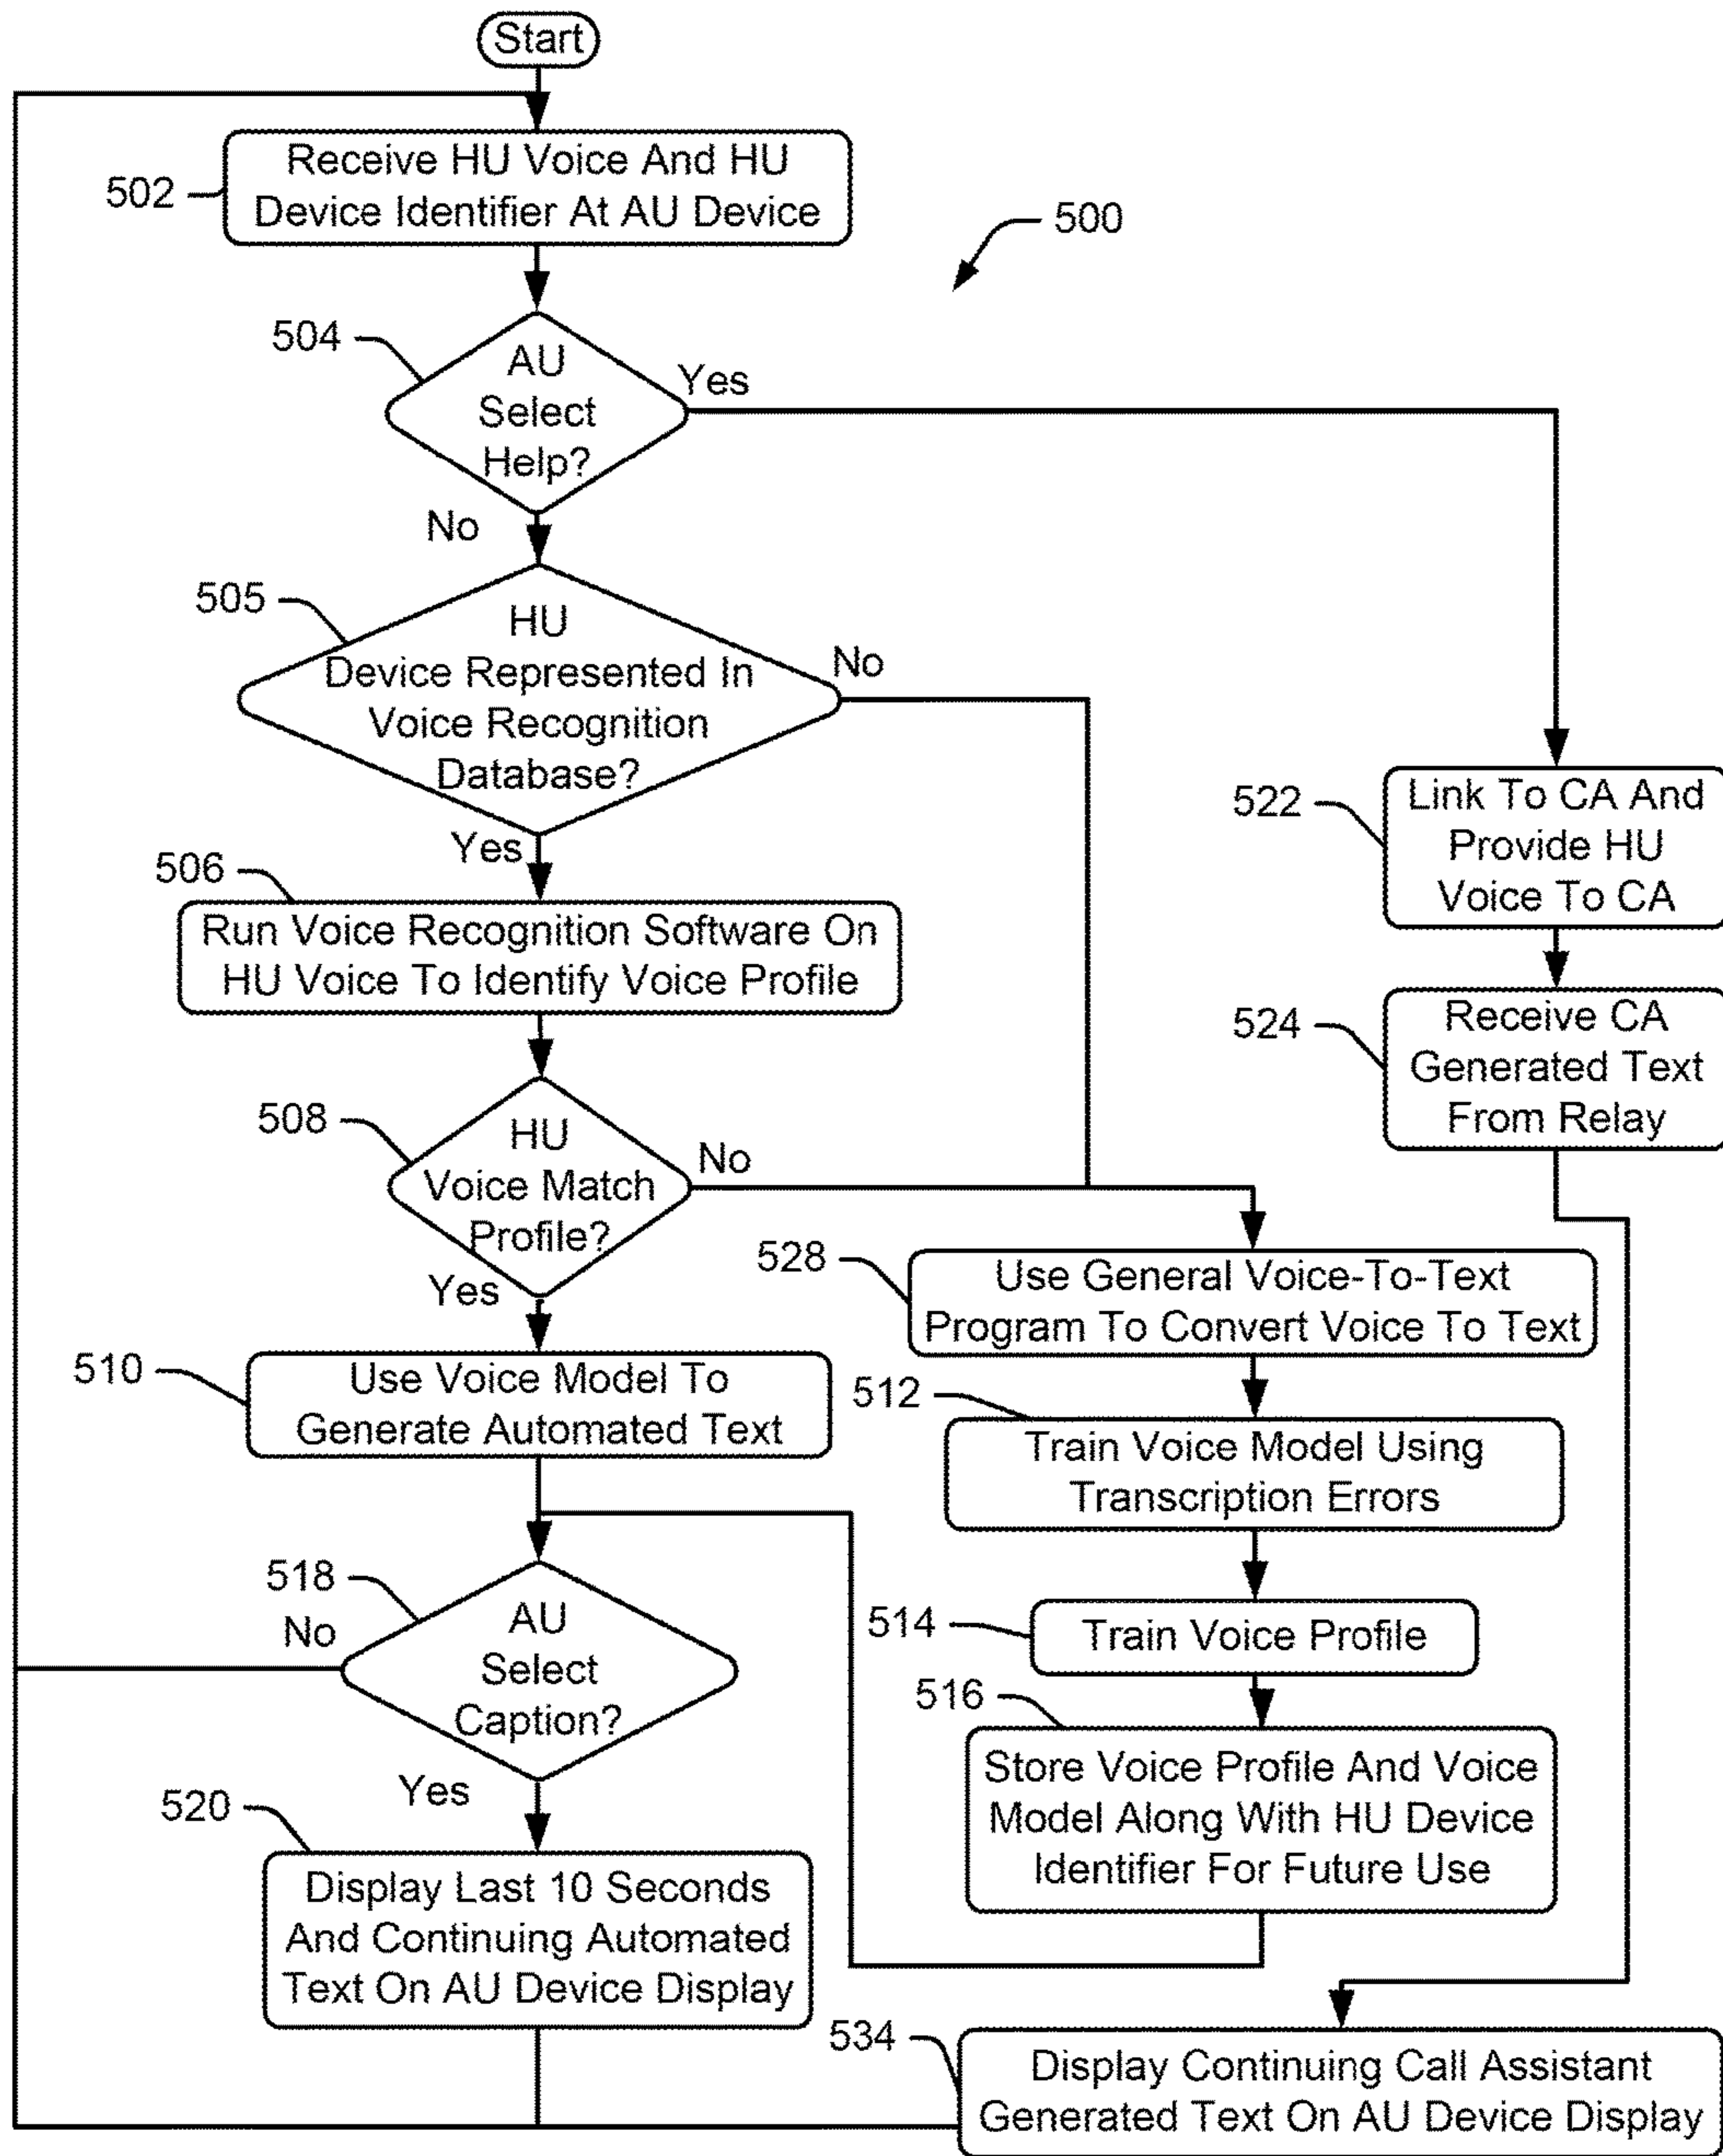 Start
502
Receive HU Voice And HU
Device Identifier At AU Device
500
504
AU
Select
Help?
Yes
No
505
HU
Device Represented In
Voice Recognition
Database?
No
Yes
522
Link To CA And
Provide HU
Voice To CA
506
Run Voice Recognition Software On
HU Voice To Identify Voice Profile
524
Receive CA
Generated Text
From Relay
508
HU
Voice Match
Profile?
No
Yes
528
Use General Voice-To-Text
Program To Convert Voice To Text
510
Use Voice Model To
Generate Automated Text
512
Train Voice Model Using
Transcription Errors
518
AU
Select
Caption?
No
Yes
514
Train Voice Profile
516
Store Voice Profile And Voice
Model Along With HU Device
Identifier For Future Use
520
Display Last 10 Seconds
And Continuing Automated
Text On AU Device Display
534
Display Continuing Call Assistant
Generated Text On AU Device Display